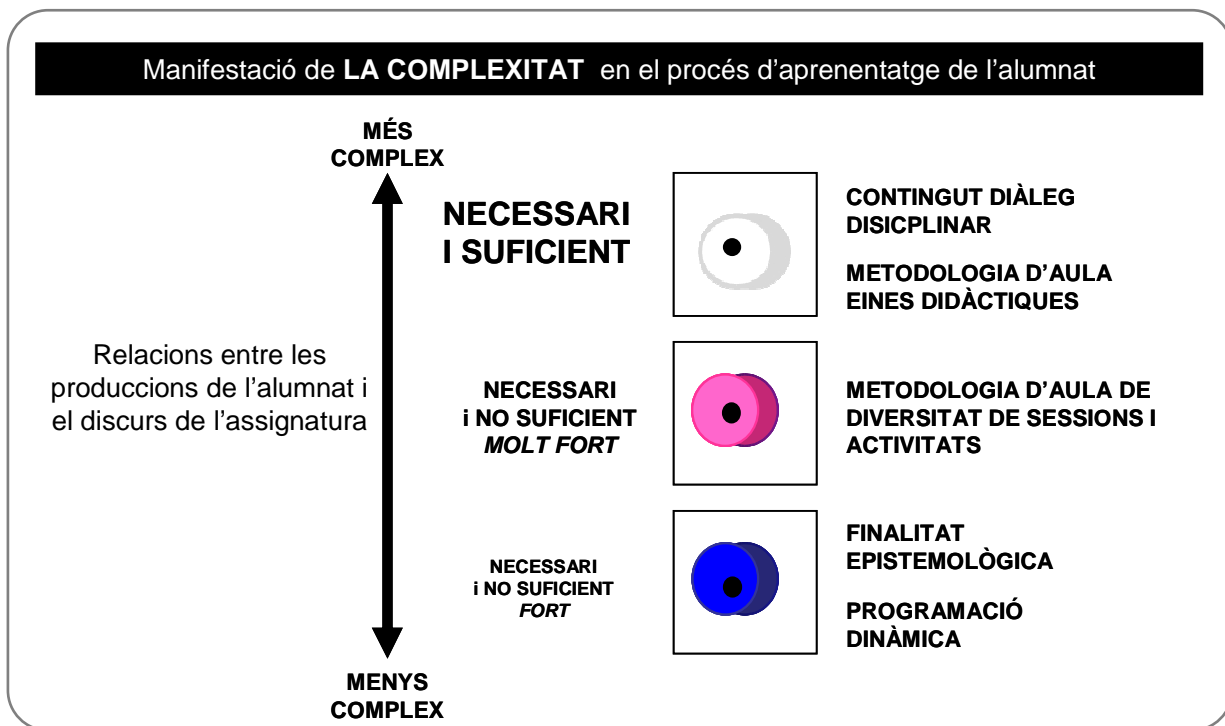 Manifestació de LA COMPLEXITAT en el procés d'aprenentatge de l'alumnat
MÉS
COMPLEX
NECESSARI
I SUFICIENT
CONTINGUT DIÀLEG
DISICPLINAR
METODOLOGIA D'AULA
EINES DIDÀCTIQUES
Relacions entre les
produccions de l'alumnat i
el discurs de l'assignatura
NECESSARI
i NO SUFICIENT
MOLT FORT
METODOLOGIA D'AULA DE
DIVERSITAT DE SESSIONS I
ACTIVITATS
NECESSARI
i NO SUFICIENT
FORT
FINALITAT
EPISTEMOLÒGICA
PROGRAMACIÓ
DINÀMICA
MENYS
COMPLEX